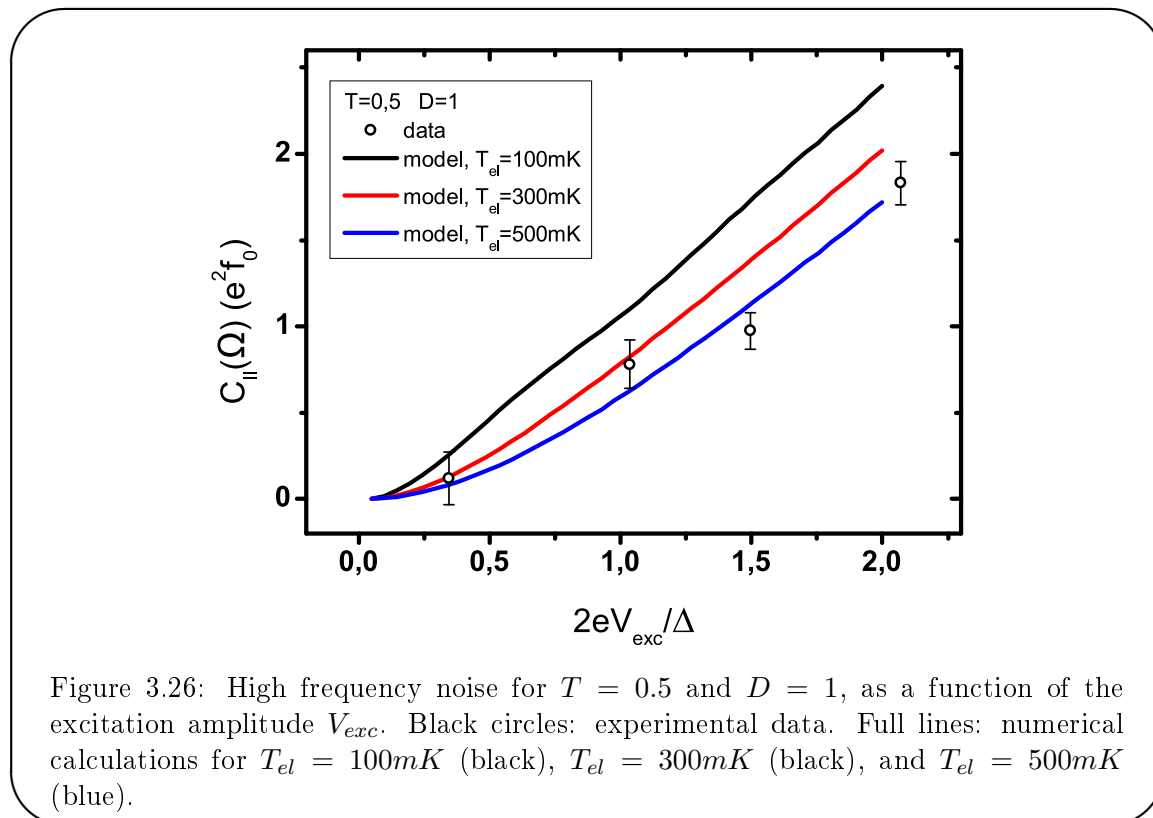 T=0,5 D=1
data
model, T_el=100mK
model, T_el=300mK
model, T_el=500mK
C_II(Ω) (e²f₀)
2
1
0
0,0 0,5 1,0 1,5 2,0
2eV_exc/Δ
Figure 3.26: High frequency noise for T = 0.5 and D = 1, as a function of the
excitation amplitude V_exc. Black circles: experimental data. Full lines: numerical
calculations for T_el = 100mK (black), T_el = 300mK (black), and T_el = 500mK
(blue).